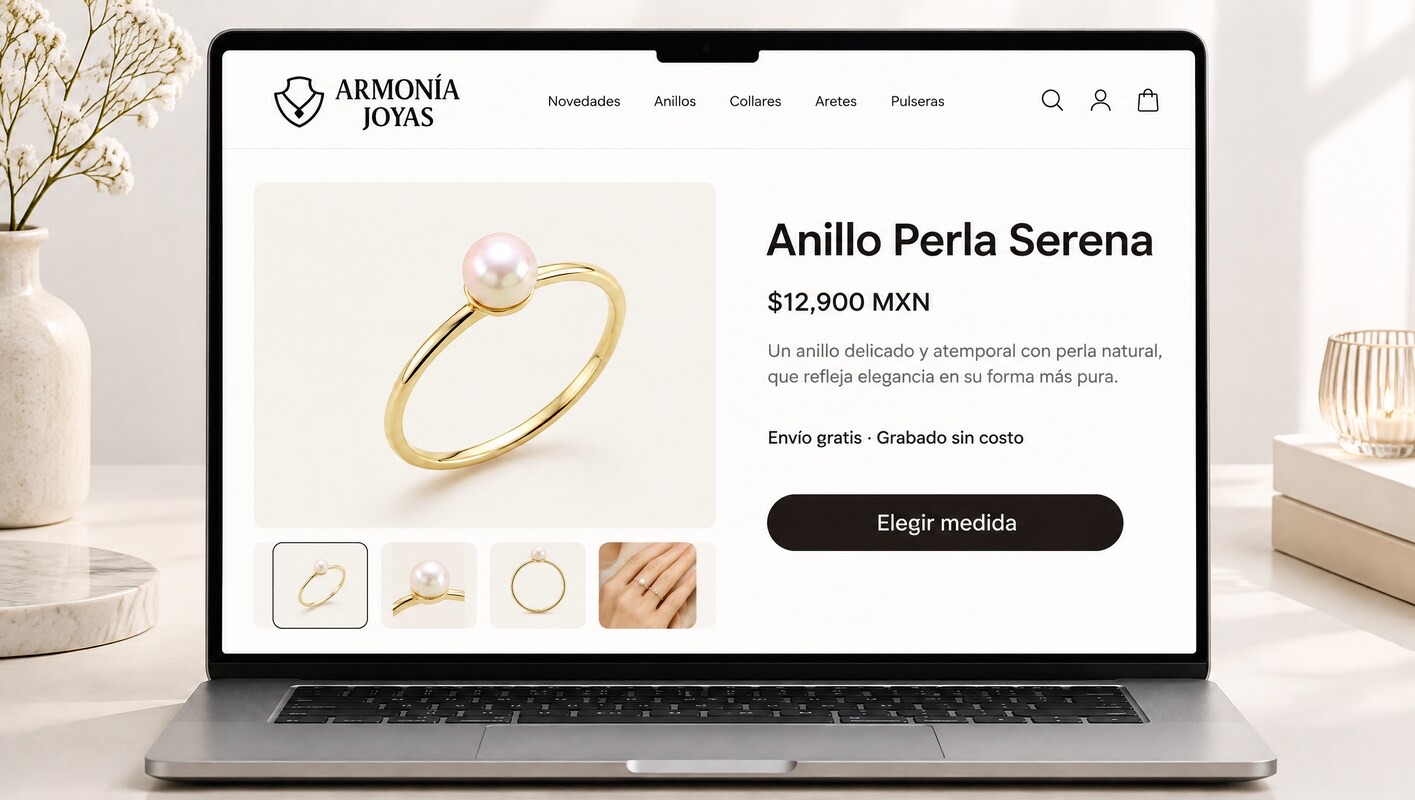 ARMONÍA
JOYAS
Novedades
Anillos
Collares
Aretes
Pulseras
Anillo Perla Serena
$12,900 MXN
Un anillo delicado y atemporal con perla natural,
que refleja elegancia en su forma más pura.
Envío gratis · Grabado sin costo
Elegir medida